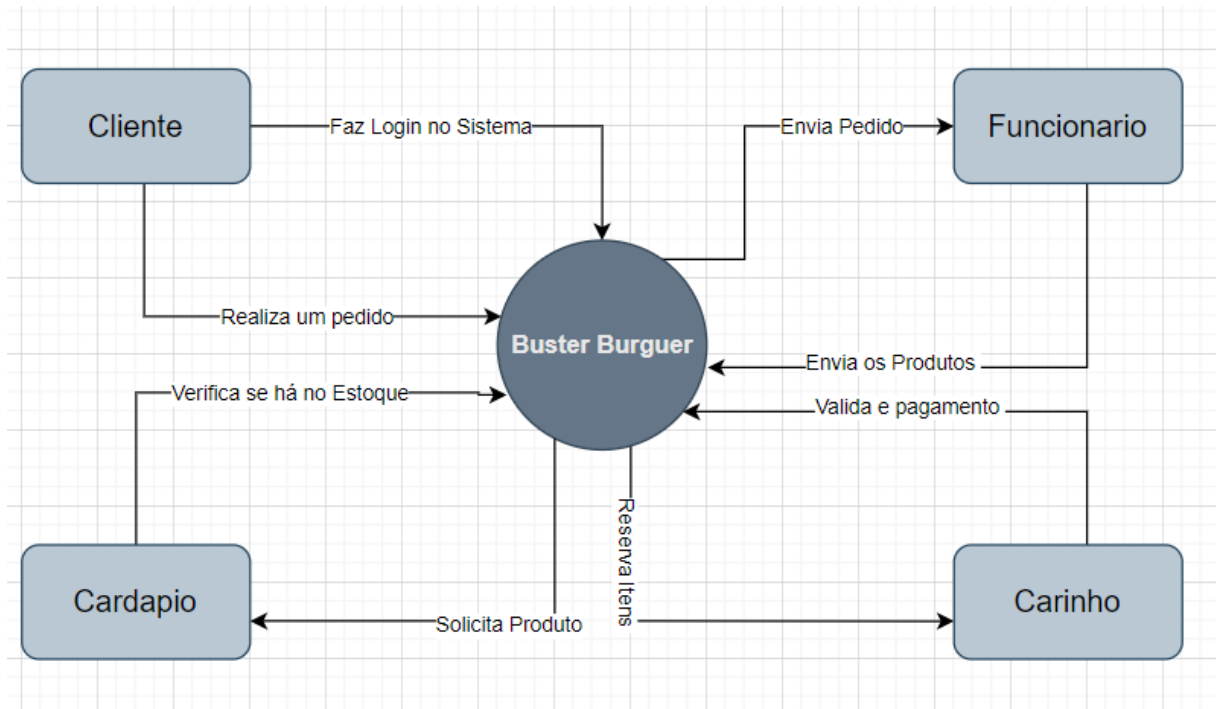 Cliente
Faz Login no Sistema
Envia Pedido
Funcionario
Realiza um pedido
Buster Burguer
Envia os Produtos
Verifica se há no Estoque
Valida e pagamento
Reserva Itens
Cardapio
Solicita Produto
Carinho